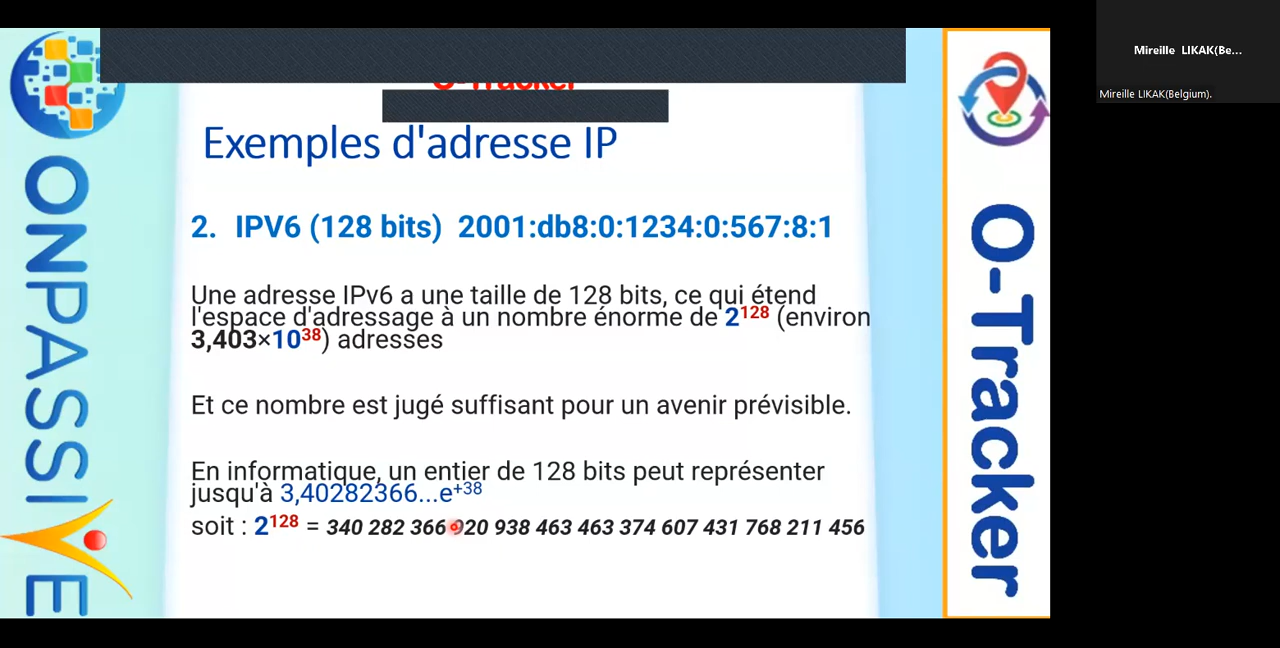 Mireille LIKAK(Be...
Mireille LIKAK(Belgium).
ONPASSIVE
O-Tracker
Exemples d'adresse IP
2. IPV6 (128 bits) 2001:db8:0:1234:0:567:8:1
Une adresse IPv6 a une taille de 128 bits, ce qui étend
l'espace d'adressage à un nombre énorme de 2¹²⁸ (environ
3,403×10³⁸) adresses
Et ce nombre est jugé suffisant pour un avenir prévisible.
En informatique, un entier de 128 bits peut représenter
jusqu'à 3,40282366...e⁺³⁸
soit : 2¹²⁸ = 340 282 366 920 938 463 463 374 607 431 768 211 456
O-Tracker